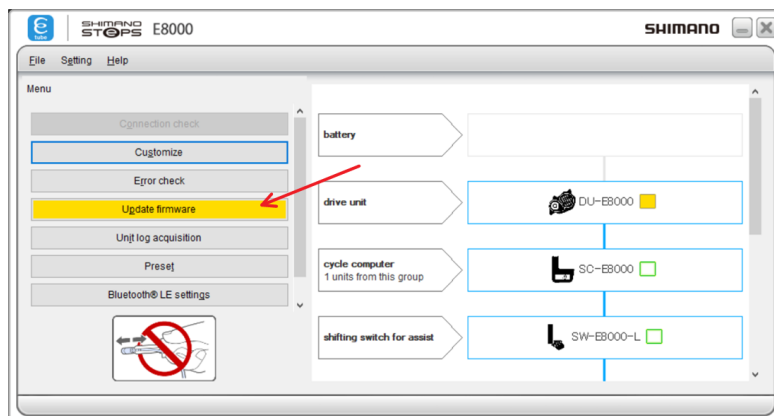 E
tube
SHIMANO
STEPS E8000
SHIMANO
File Setting Help
Menu
Connection check
Customize
Error check
Update firmware
Unit log acquisition
Preset
Bluetooth® LE settings
battery
drive unit
DU-E8000
cycle computer
1 units from this group
SC-E8000
shifting switch for assist
SW-E8000-L